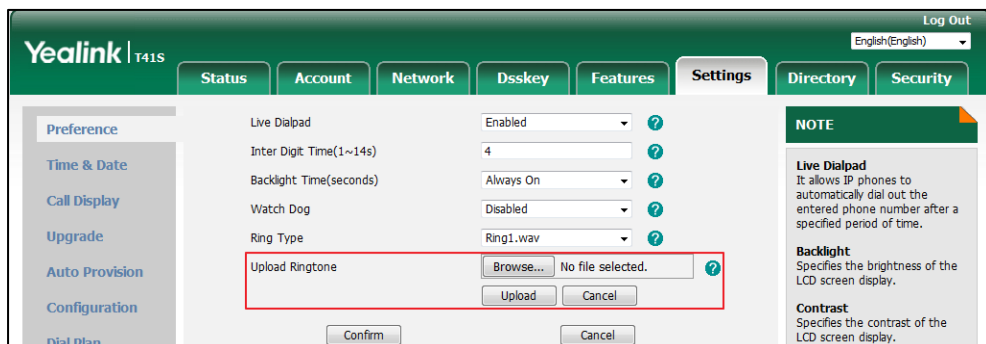 Log Out
Yealink | T41S
English(English)
Status Account Network Dsskey Features Settings Directory Security
Preference
Time & Date
Call Display
Upgrade
Auto Provision
Configuration
Dial Plan
Live Dialpad Enabled ?
Inter Digit Time(1~14s) 4 ?
Backlight Time(seconds) Always On ?
Watch Dog Disabled ?
Ring Type Ring1.wav ?
Upload Ringtone Browse... No file selected. ?
Upload Cancel
Confirm Cancel
NOTE
Live Dialpad
It allows IP phones to
automatically dial out the
entered phone number after a
specified period of time.
Backlight
Specifies the brightness of the
LCD screen display.
Contrast
Specifies the contrast of the
LCD screen display.